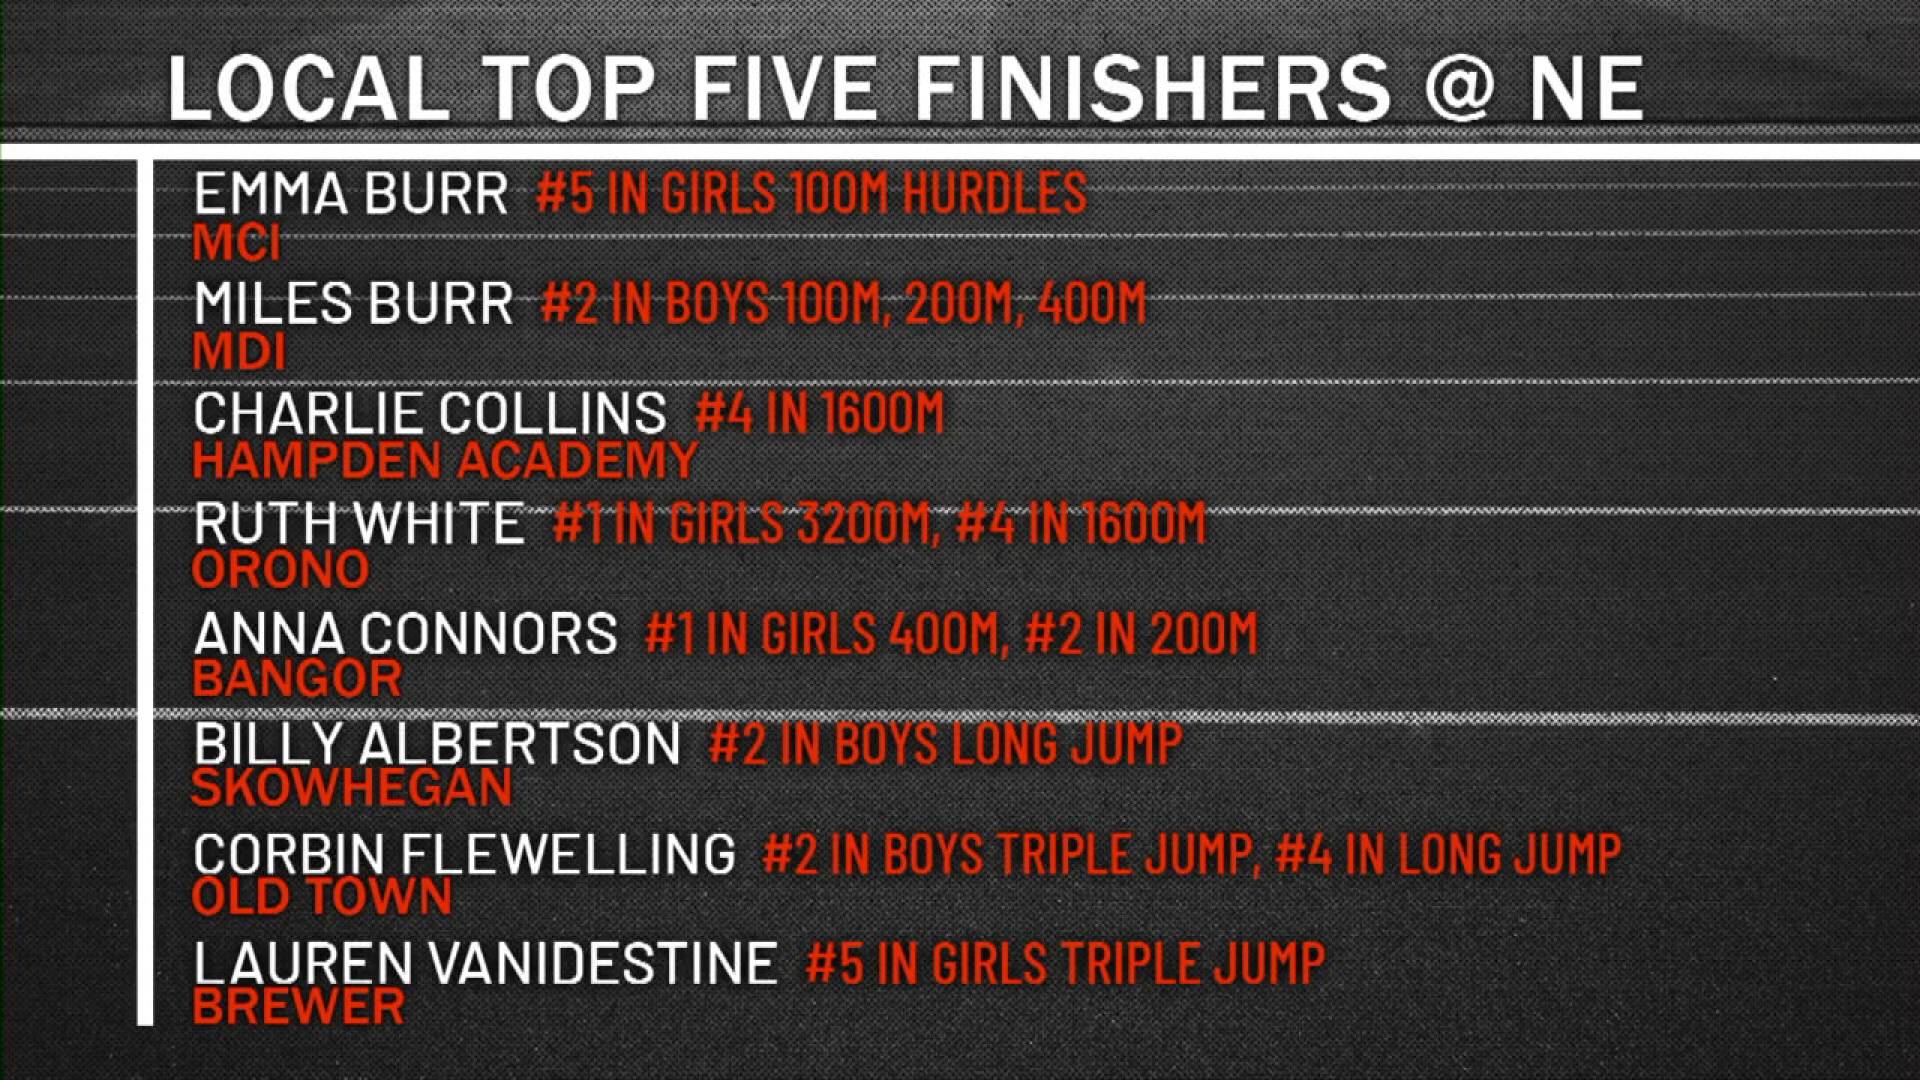 LOCAL TOP FIVE FINISHERS @ NE
EMMA BURR #5 IN GIRLS 100M HURDLES
MCI
MILES BURR #2 IN BOYS 100M, 200M, 400M
MDI
CHARLIE COLLINS #4 IN 1600M
HAMPDEN ACADEMY
RUTH WHITE #1 IN GIRLS 3200M, #4 IN 1600M
ORONO
ANNA CONNORS #1 IN GIRLS 400M, #2 IN 200M
BANGOR
BILLY ALBERTSON #2 IN BOYS LONG JUMP
SKOWHEGAN
CORBIN FLEWELLING #2 IN BOYS TRIPLE JUMP, #4 IN LONG JUMP
OLD TOWN
LAUREN VANIDESTINE #5 IN GIRLS TRIPLE JUMP
BREWER